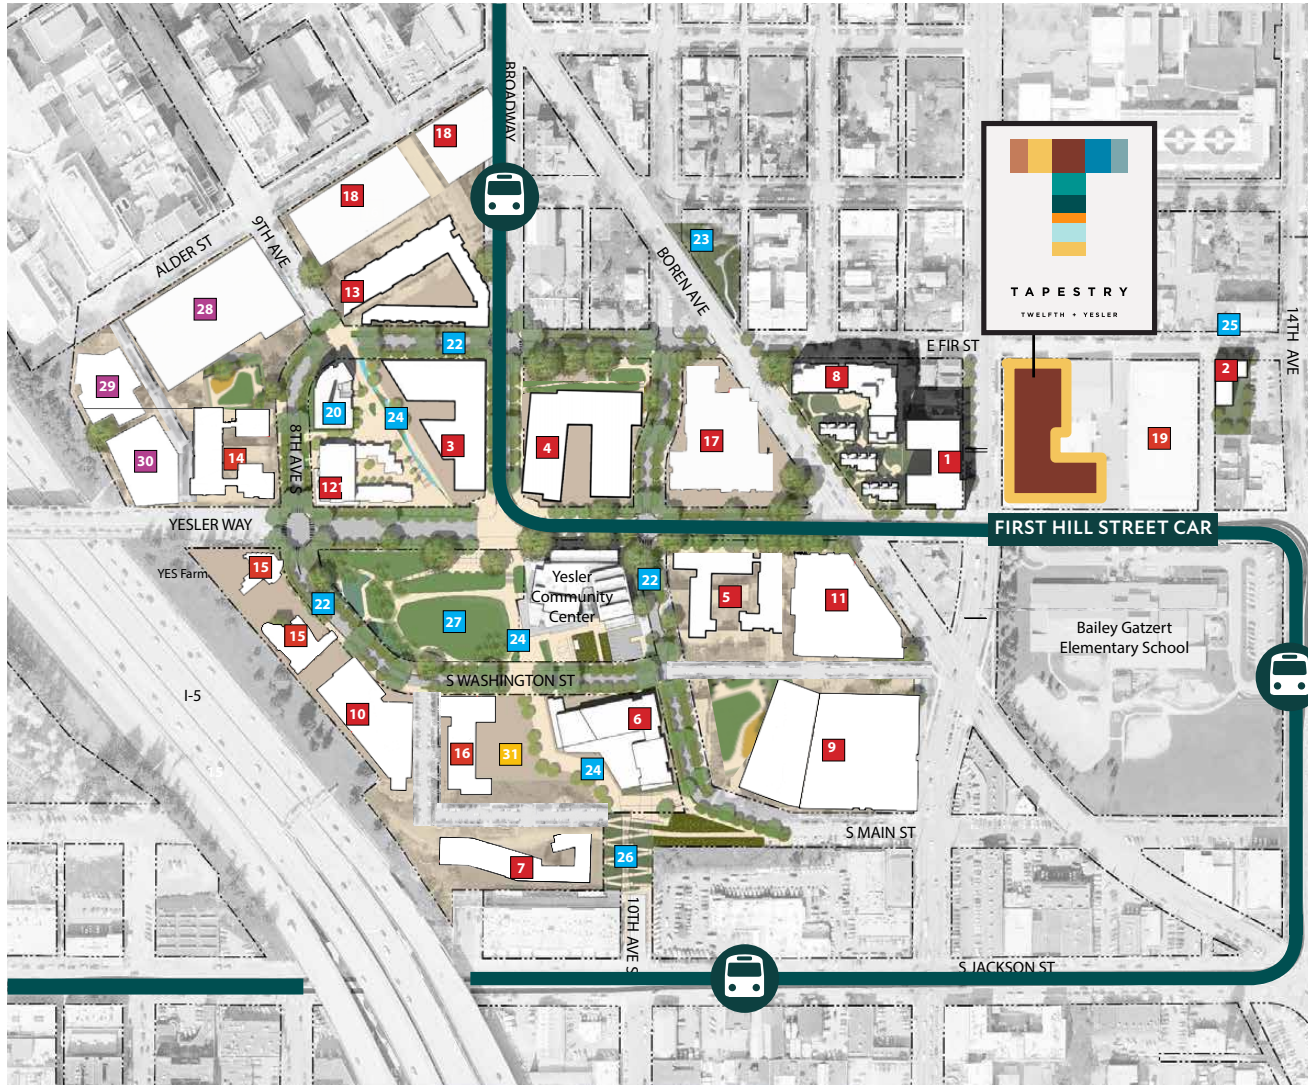 BROADWAY
18
18
9TH AVE
ALDER ST
13
28
22
23
BOREN AVE
TAPESTRY
TWELFTH + YESLER
E FIR ST
25
14TH AVE
2
8
29
20
24
3
4
17
19
1
30
14
8TH AVE S
121
YESLER WAY
FIRST HILL STREET CAR
YES Farm
15
22
15
27
24
Yesler
Community
Center
22
5
11
Bailey Gatzert
Elementary School
S WASHINGTON ST
I-5
10
16
31
24
6
9
15
S MAIN ST
7
26
10TH AVE S
S JACKSON ST